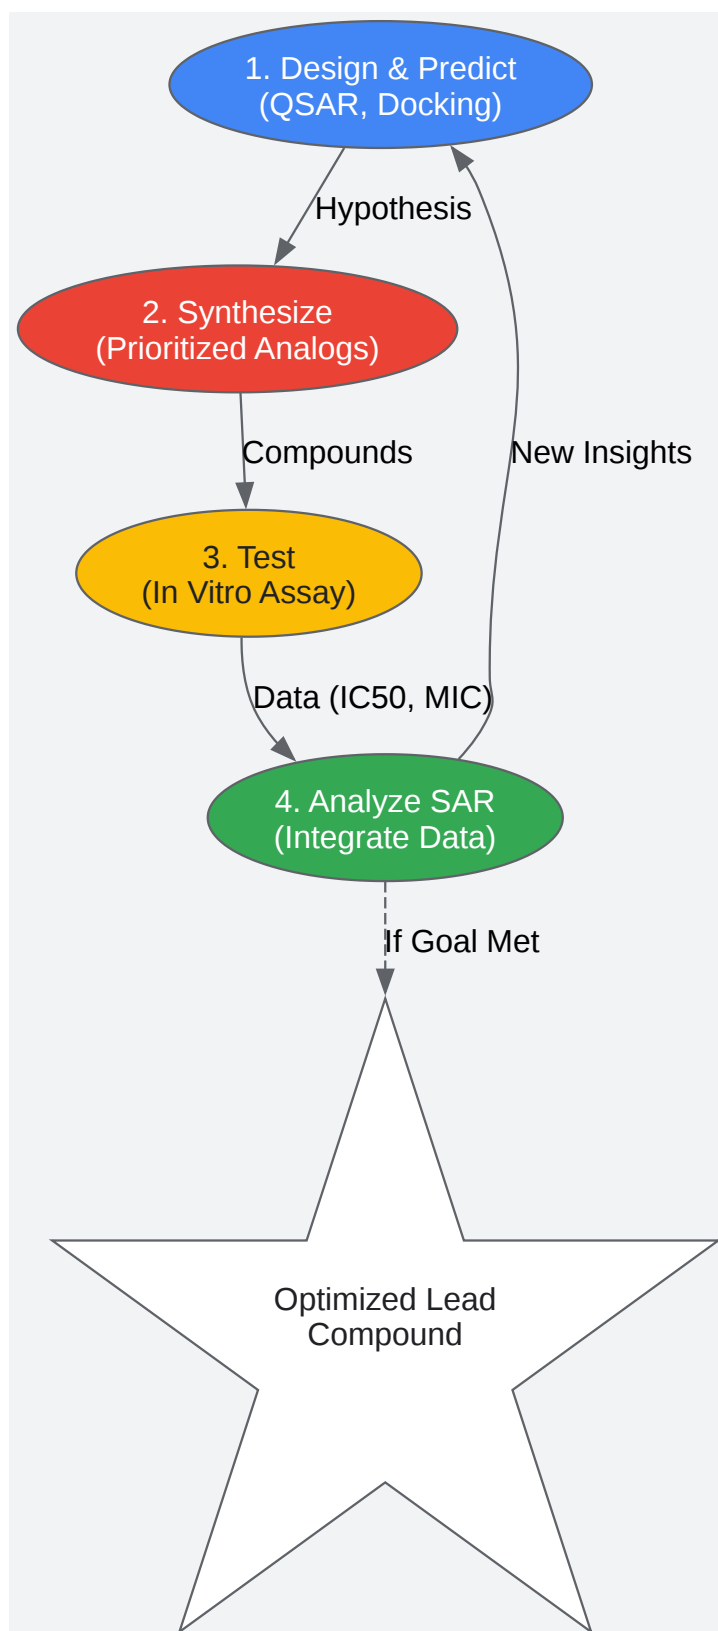 1. Design & Predict
(QSAR, Docking)
Hypothesis
2. Synthesize
(Prioritized Analogs)
Compounds
New Insights
3. Test
(In Vitro Assay)
Data (IC50, MIC)
4. Analyze SAR
(Integrate Data)
If Goal Met
Optimized Lead
Compound